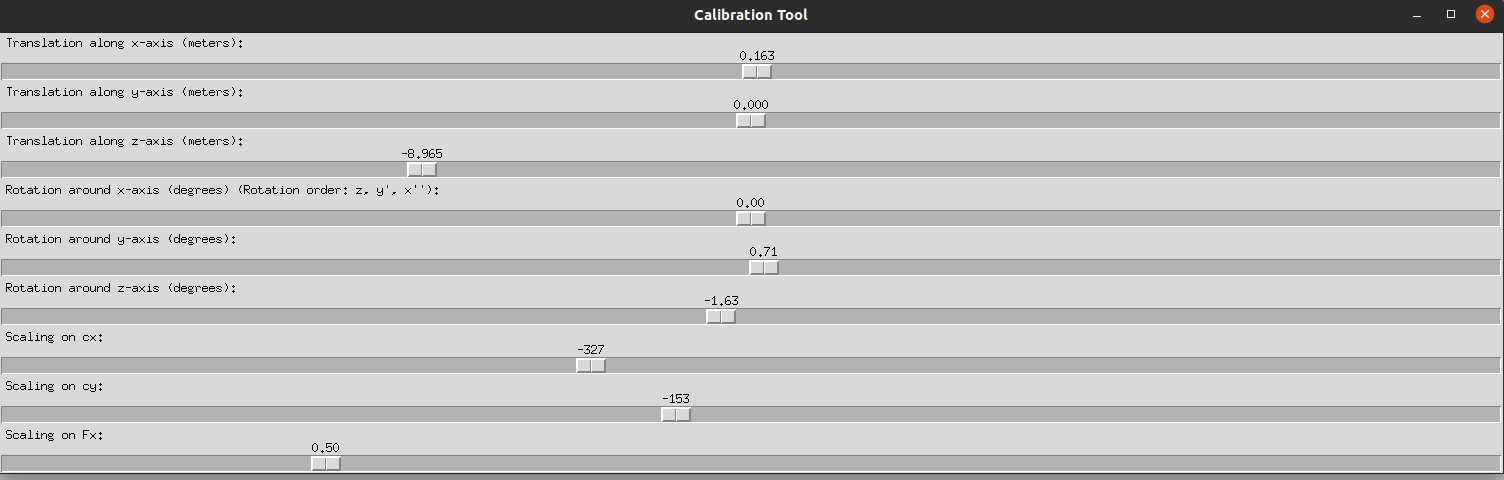 Calibration Tool
Translation along x-axis (meters):
0.163
Translation along y-axis (meters):
0.000
Translation along z-axis (meters):
-8.965
Rotation around x-axis (degrees) (Rotation order: z, y', x''):
0.00
Rotation around y-axis (degrees):
0.71
Rotation around z-axis (degrees):
-1.63
Scaling on cx:
-327
Scaling on cy:
-153
Scaling on Fx:
0.50